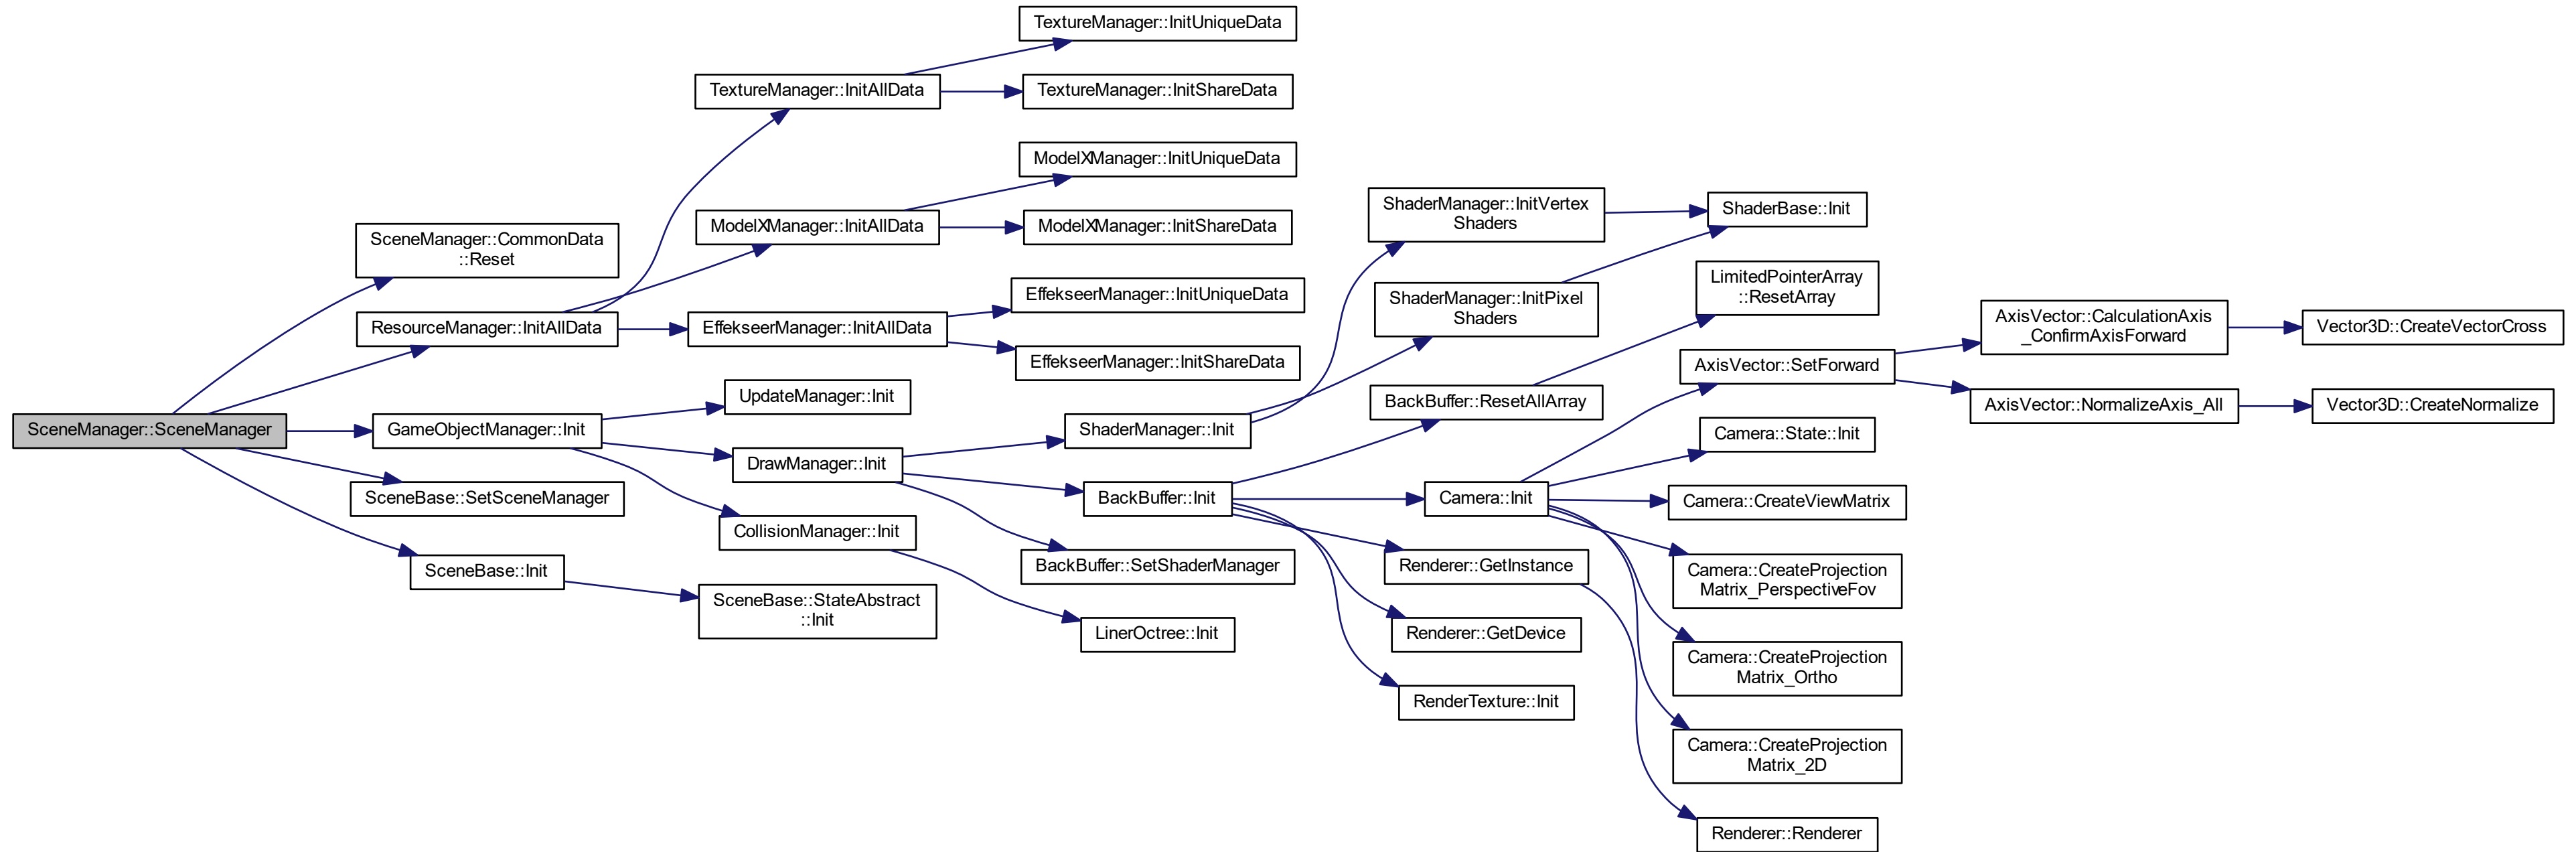 SceneManager::SceneManager
SceneManager::CommonData
::Reset
ResourceManager::InitAllData
GameObjectManager::Init
SceneBase::SetSceneManager
SceneBase::Init
TextureManager::InitAllData
ModelXManager::InitAllData
EffekseerManager::InitAllData
UpdateManager::Init
DrawManager::Init
CollisionManager::Init
SceneBase::StateAbstract
::Init
TextureManager::InitUniqueData
TextureManager::InitShareData
ModelXManager::InitUniqueData
ModelXManager::InitShareData
EffekseerManager::InitUniqueData
EffekseerManager::InitShareData
ShaderManager::Init
BackBuffer::Init
BackBuffer::SetShaderManager
LinerOctree::Init
ShaderManager::InitVertex
Shaders
ShaderManager::InitPixel
Shaders
BackBuffer::ResetAllArray
Camera::Init
Renderer::GetInstance
Renderer::GetDevice
RenderTexture::Init
ShaderBase::Init
LimitedPointerArray
::ResetArray
AxisVector::SetForward
Camera::State::Init
Camera::CreateViewMatrix
Camera::CreateProjection
Matrix_PerspectiveFov
Camera::CreateProjection
Matrix_Ortho
Camera::CreateProjection
Matrix_2D
Renderer::Renderer
AxisVector::CalculationAxis
_ConfirmAxisForward
AxisVector::NormalizeAxis_All
Vector3D::CreateVectorCross
Vector3D::CreateNormalize